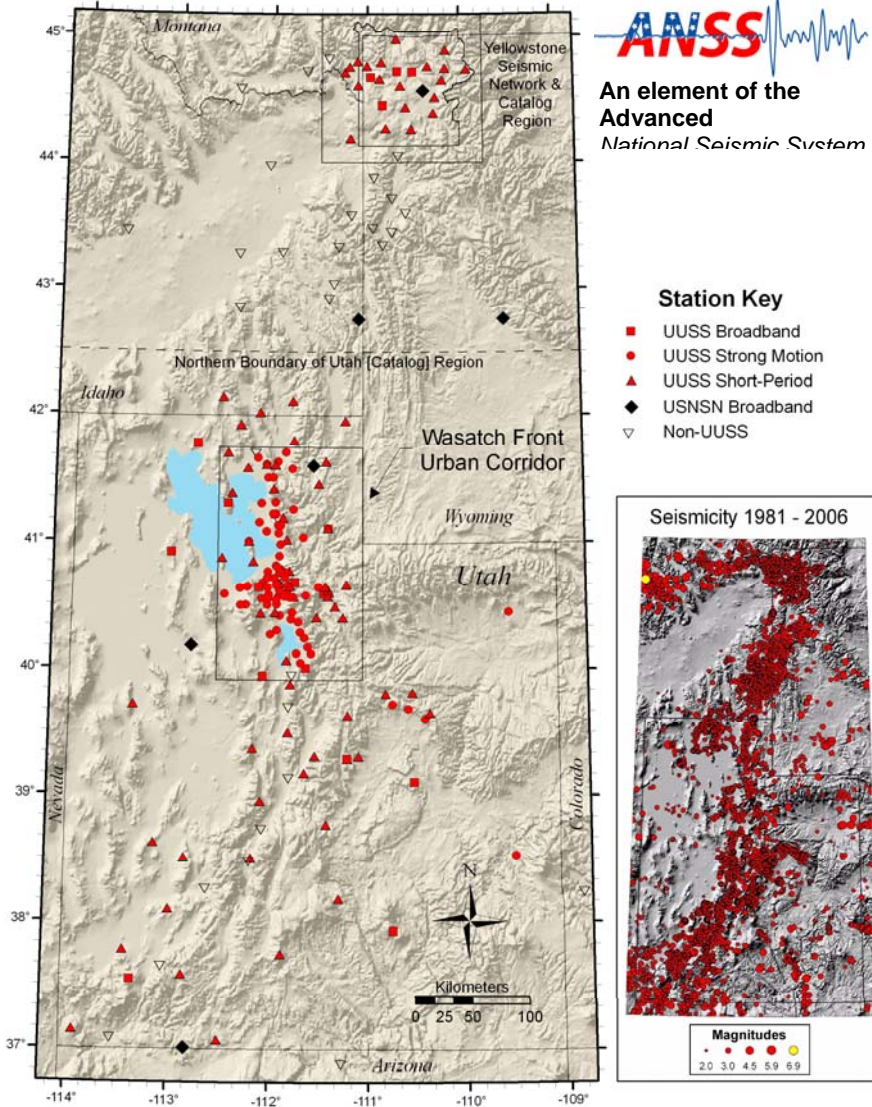 ANSS
An element of the
Advanced
National Seismic System
Montana
Yellowstone
Seismic
Network &
Catalog
Region
45°
44°
43°
42°
41°
40°
39°
38°
37°
Northern Boundary of Utah [Catalog] Region
Idaho
Wasatch Front
Urban Corridor
Wyoming
Utah
Nevada
Colorado
N
Kilometers
0 25 50 100
Arizona
-114° -113° -112° -111° -110° -109°
Station Key
UUSS Broadband
UUSS Strong Motion
UUSS Short-Period
USNSN Broadband
Non-UUSS
Seismicity 1981 - 2006
Magnitudes
2.0 3.0 4.5 5.9 6.9